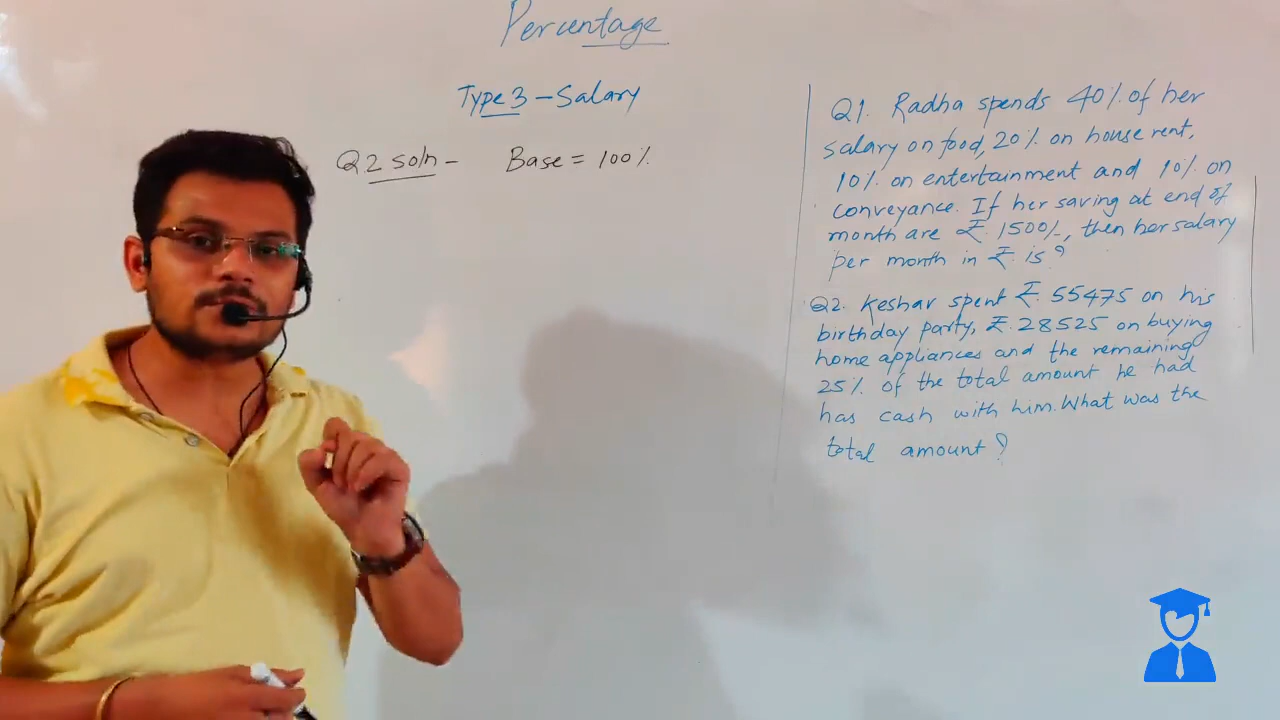 Percentage
Type 3 - Salary
Q2 soln - Base = 100%
Q1. Radha spends 40% of her
salary on food, 20% on house rent,
10% on entertainment and 10% on
conveyance. If her saving at end of
month are ₹. 1500/-, then her salary
per month in ₹ is?
Q2. Keshav spent ₹. 55475 on his
birthday party, ₹. 28525 on buying
home appliances and the remaining
25% of the total amount he had
has cash with him. What was the
total amount?